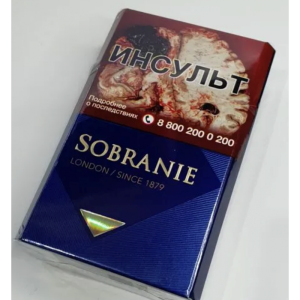 ИНСУЛЬТ
Подробнее
о последствиях
8 800 200 0 200
SOBRANIE
LONDON / SINCE 1879